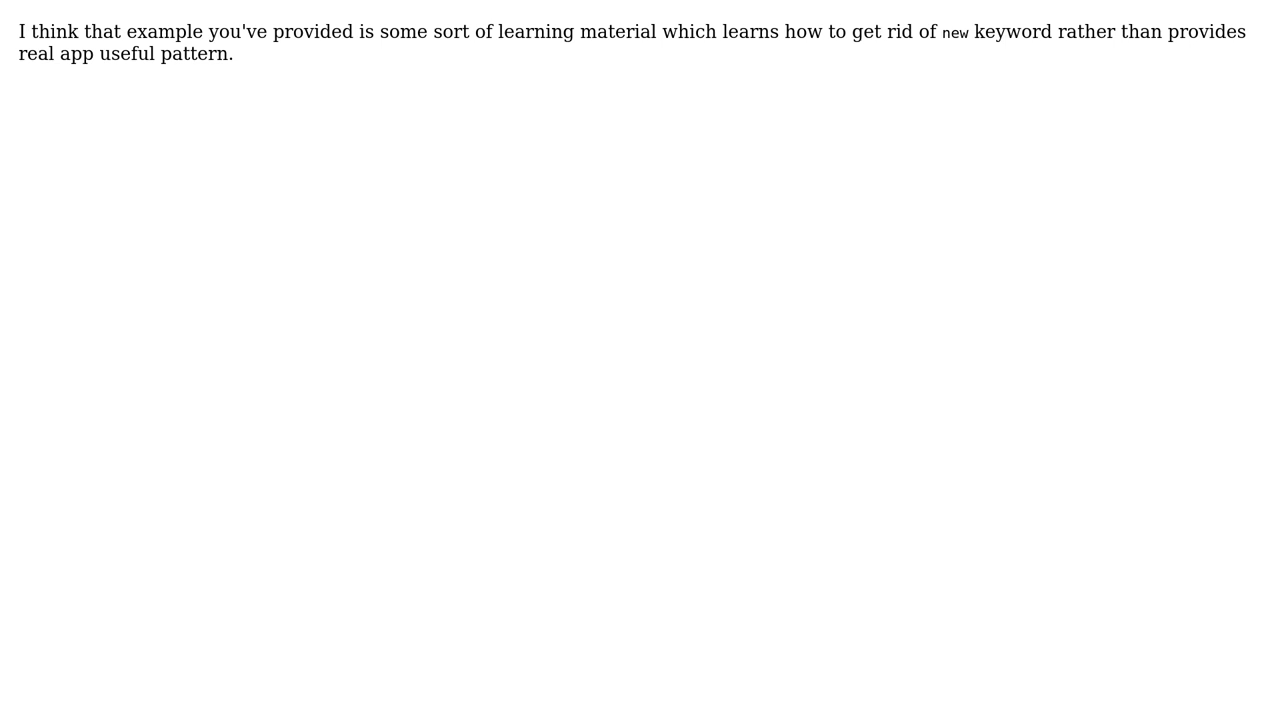 I think that example you've provided is some sort of learning material which learns how to get rid of new keyword rather than provides
real app useful pattern.